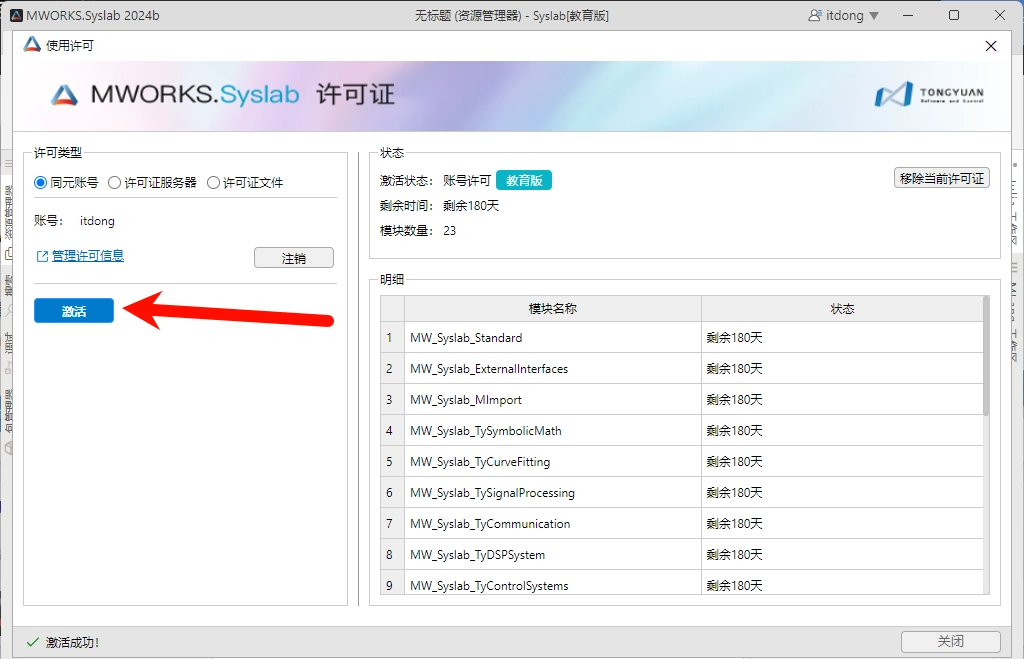 MWORKS.Syslab 2024b
无标题 (资源管理器) - Syslab[教育版]
itdong
使用许可
MWORKS.Syslab 许可证
TONGYUAN
Software and Control
许可类型
同元账号 许可证服务器 许可证文件
账号: itdong
管理许可信息
注销
激活
状态
激活状态: 账号许可 教育版
移除当前许可证
剩余时间: 剩余180天
模块数量: 23
明细
模块名称 状态
1 MW_Syslab_Standard 剩余180天
2 MW_Syslab_ExternalInterfaces 剩余180天
3 MW_Syslab_MImport 剩余180天
4 MW_Syslab_TySymbolicMath 剩余180天
5 MW_Syslab_TyCurveFitting 剩余180天
6 MW_Syslab_TySignalProcessing 剩余180天
7 MW_Syslab_TyCommunication 剩余180天
8 MW_Syslab_TyDSPSystem 剩余180天
9 MW_Syslab_TyControlSystems 剩余180天
激活成功!
关闭